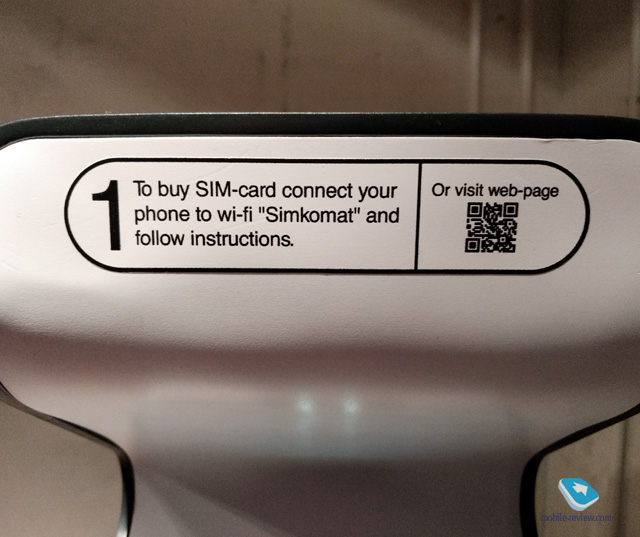 1
To buy SIM-card connect your
phone to wi-fi "Simkomat" and
follow instructions.
Or visit web-page
mobile-review.com